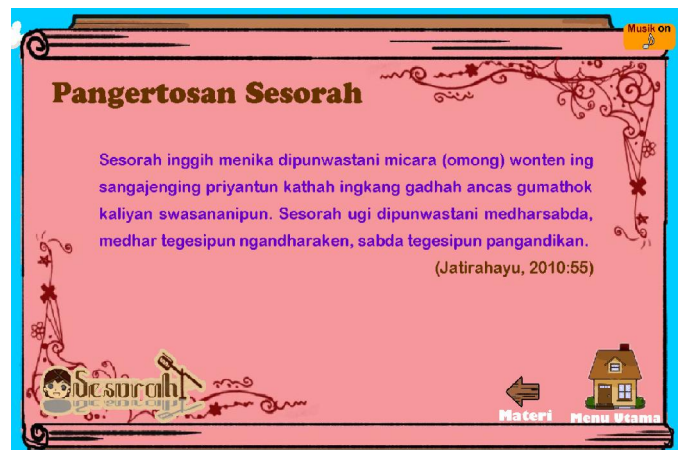 Musik on
Pangertosan Sesorah
Sesorah inggih menika dipunwastani micara (omong) wonten ing
sangajenging priyantun kathah ingkang gadhah ancas gumathok
kaliyan swasananipun. Sesorah ugi dipunwastani medharsabda,
medhar tegesipun ngandharaken, sabda tegesipun pangandikan.
(Jatirahayu, 2010:55)
Sesorah
Materi
Menu Utama